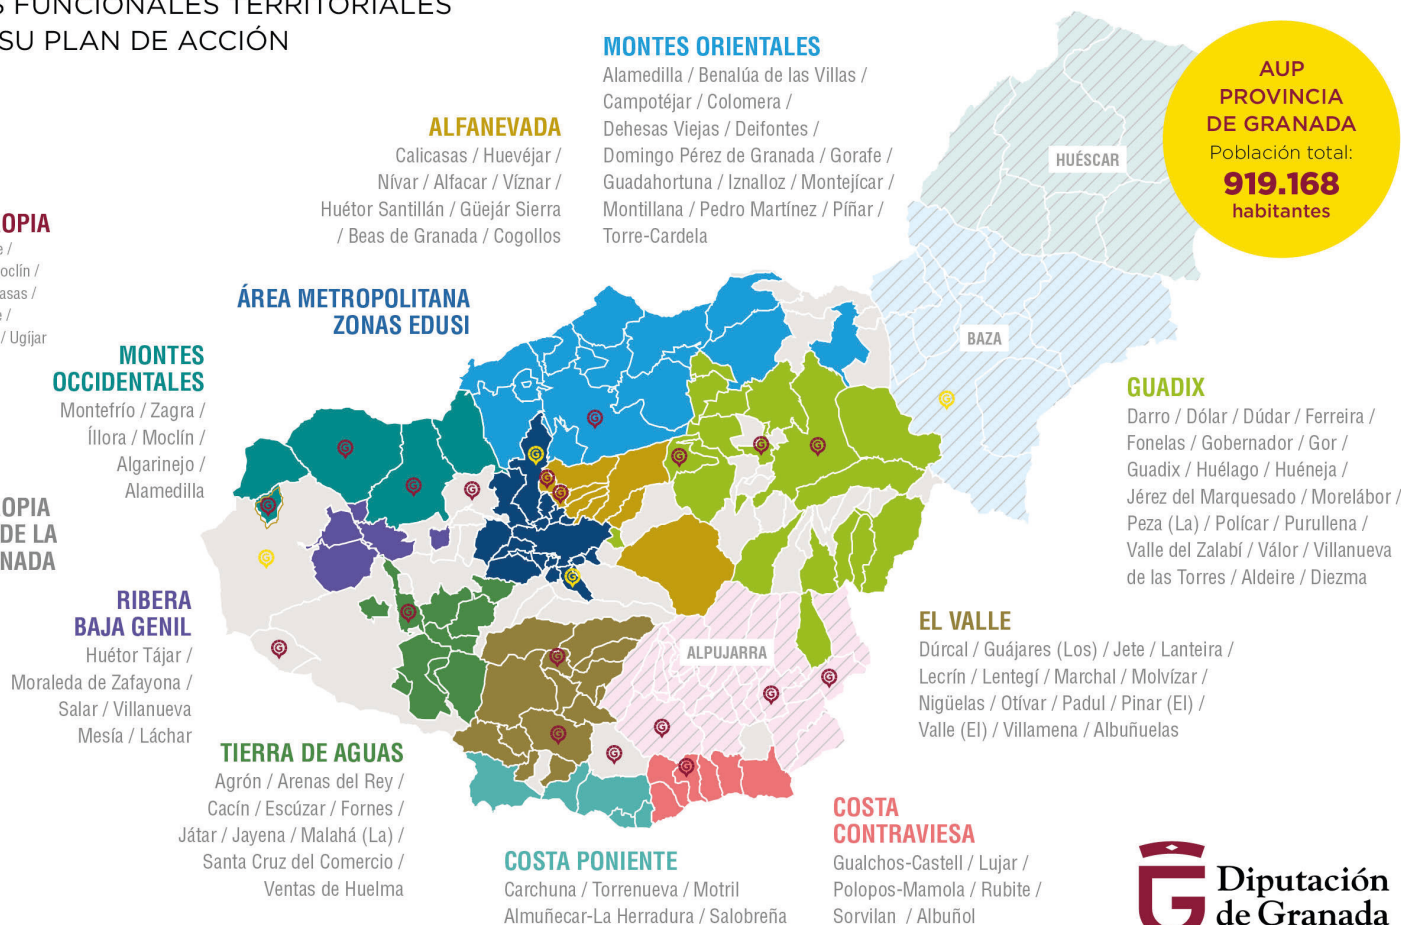 S FUNCIONALES TERRITORIALES
SU PLAN DE ACCIÓN
MONTES ORIENTALES
Alamedilla / Benalúa de las Villas /
Campotéjar / Colomera /
Dehesas Viejas / Deifontes /
Domingo Pérez de Granada / Gorafe /
Guadahortuna / Iznalloz / Montejícar /
Montillana / Pedro Martínez / Píñar /
Torre-Cardela
ALFANEVADA
Calicasas / Huevéjar /
Nívar / Alfacar / Víznar /
Huétor Santillán / Güejár Sierra
/ Beas de Granada / Cogollos
AUP
PROVINCIA
DE GRANADA
Población total:
919.168
habitantes
HUÉSCAR
BAZA
OPIA
e /
oclín /
asas /
e /
/ Ugíjar
ÁREA METROPOLITANA
ZONAS EDUSI
MONTES
OCCIDENTALES
Montefrío / Zagra /
Íllora / Moclín /
Algarinejo /
Alamedilla
OPIA
DE LA
NADA
RIBERA
BAJA GENIL
Huétor Tájar /
Moraleda de Zafayona /
Salar / Villanueva
Mesía / Láchar
GUADIX
Darro / Dólar / Dúdar / Ferreira /
Fonelas / Gobernador / Gor /
Guadix / Huélago / Huéneja /
Jérez del Marquesado / Morelábor /
Peza (La) / Polícar / Purullena /
Valle del Zalabí / Válor / Villanueva
de las Torres / Aldeire / Diezma
ALPUJARRA
EL VALLE
Dúrcal / Guájares (Los) / Jete / Lanteira /
Lecrín / Lentegí / Marchal / Molvízar /
Nigüelas / Otívar / Padul / Pinar (El) /
Valle (El) / Villamena / Albuñuelas
TIERRA DE AGUAS
Agrón / Arenas del Rey /
Cacín / Escúzar / Fornes /
Játar / Jayena / Malahá (La) /
Santa Cruz del Comercio /
Ventas de Huelma
COSTA PONIENTE
Carchuna / Torrenueva / Motril
Almuñecar-La Herradura / Salobreña
COSTA
CONTRAVIESA
Gualchos-Castell / Lujar /
Polopos-Mamola / Rubite /
Sorvilan / Albuñol
Diputación
de Granada